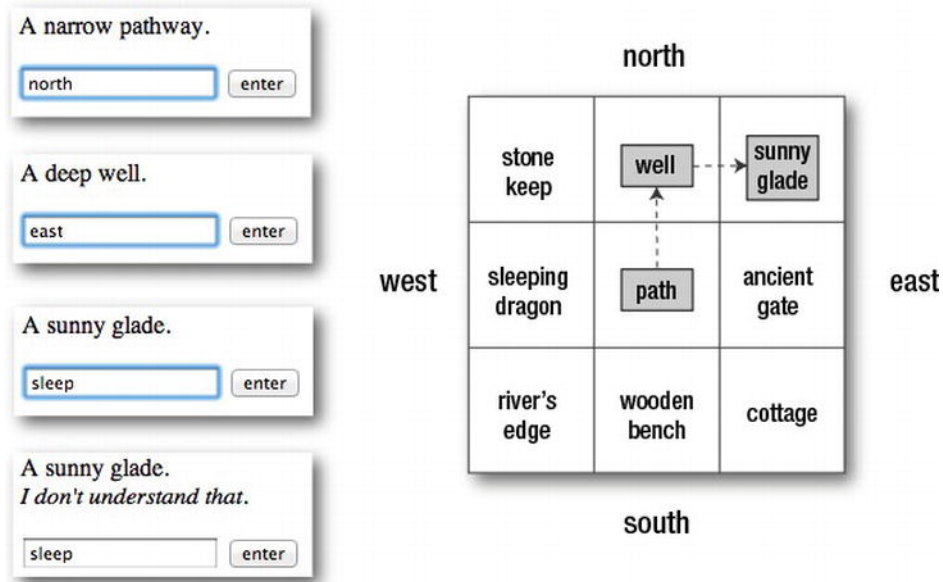 A narrow pathway.
north
enter
A deep well.
east
enter
A sunny glade.
sleep
enter
A sunny glade.
I don't understand that.
sleep
enter
north
stone
keep
well
sunny
glade
west
sleeping
dragon
path
ancient
gate
east
river's
edge
wooden
bench
cottage
south